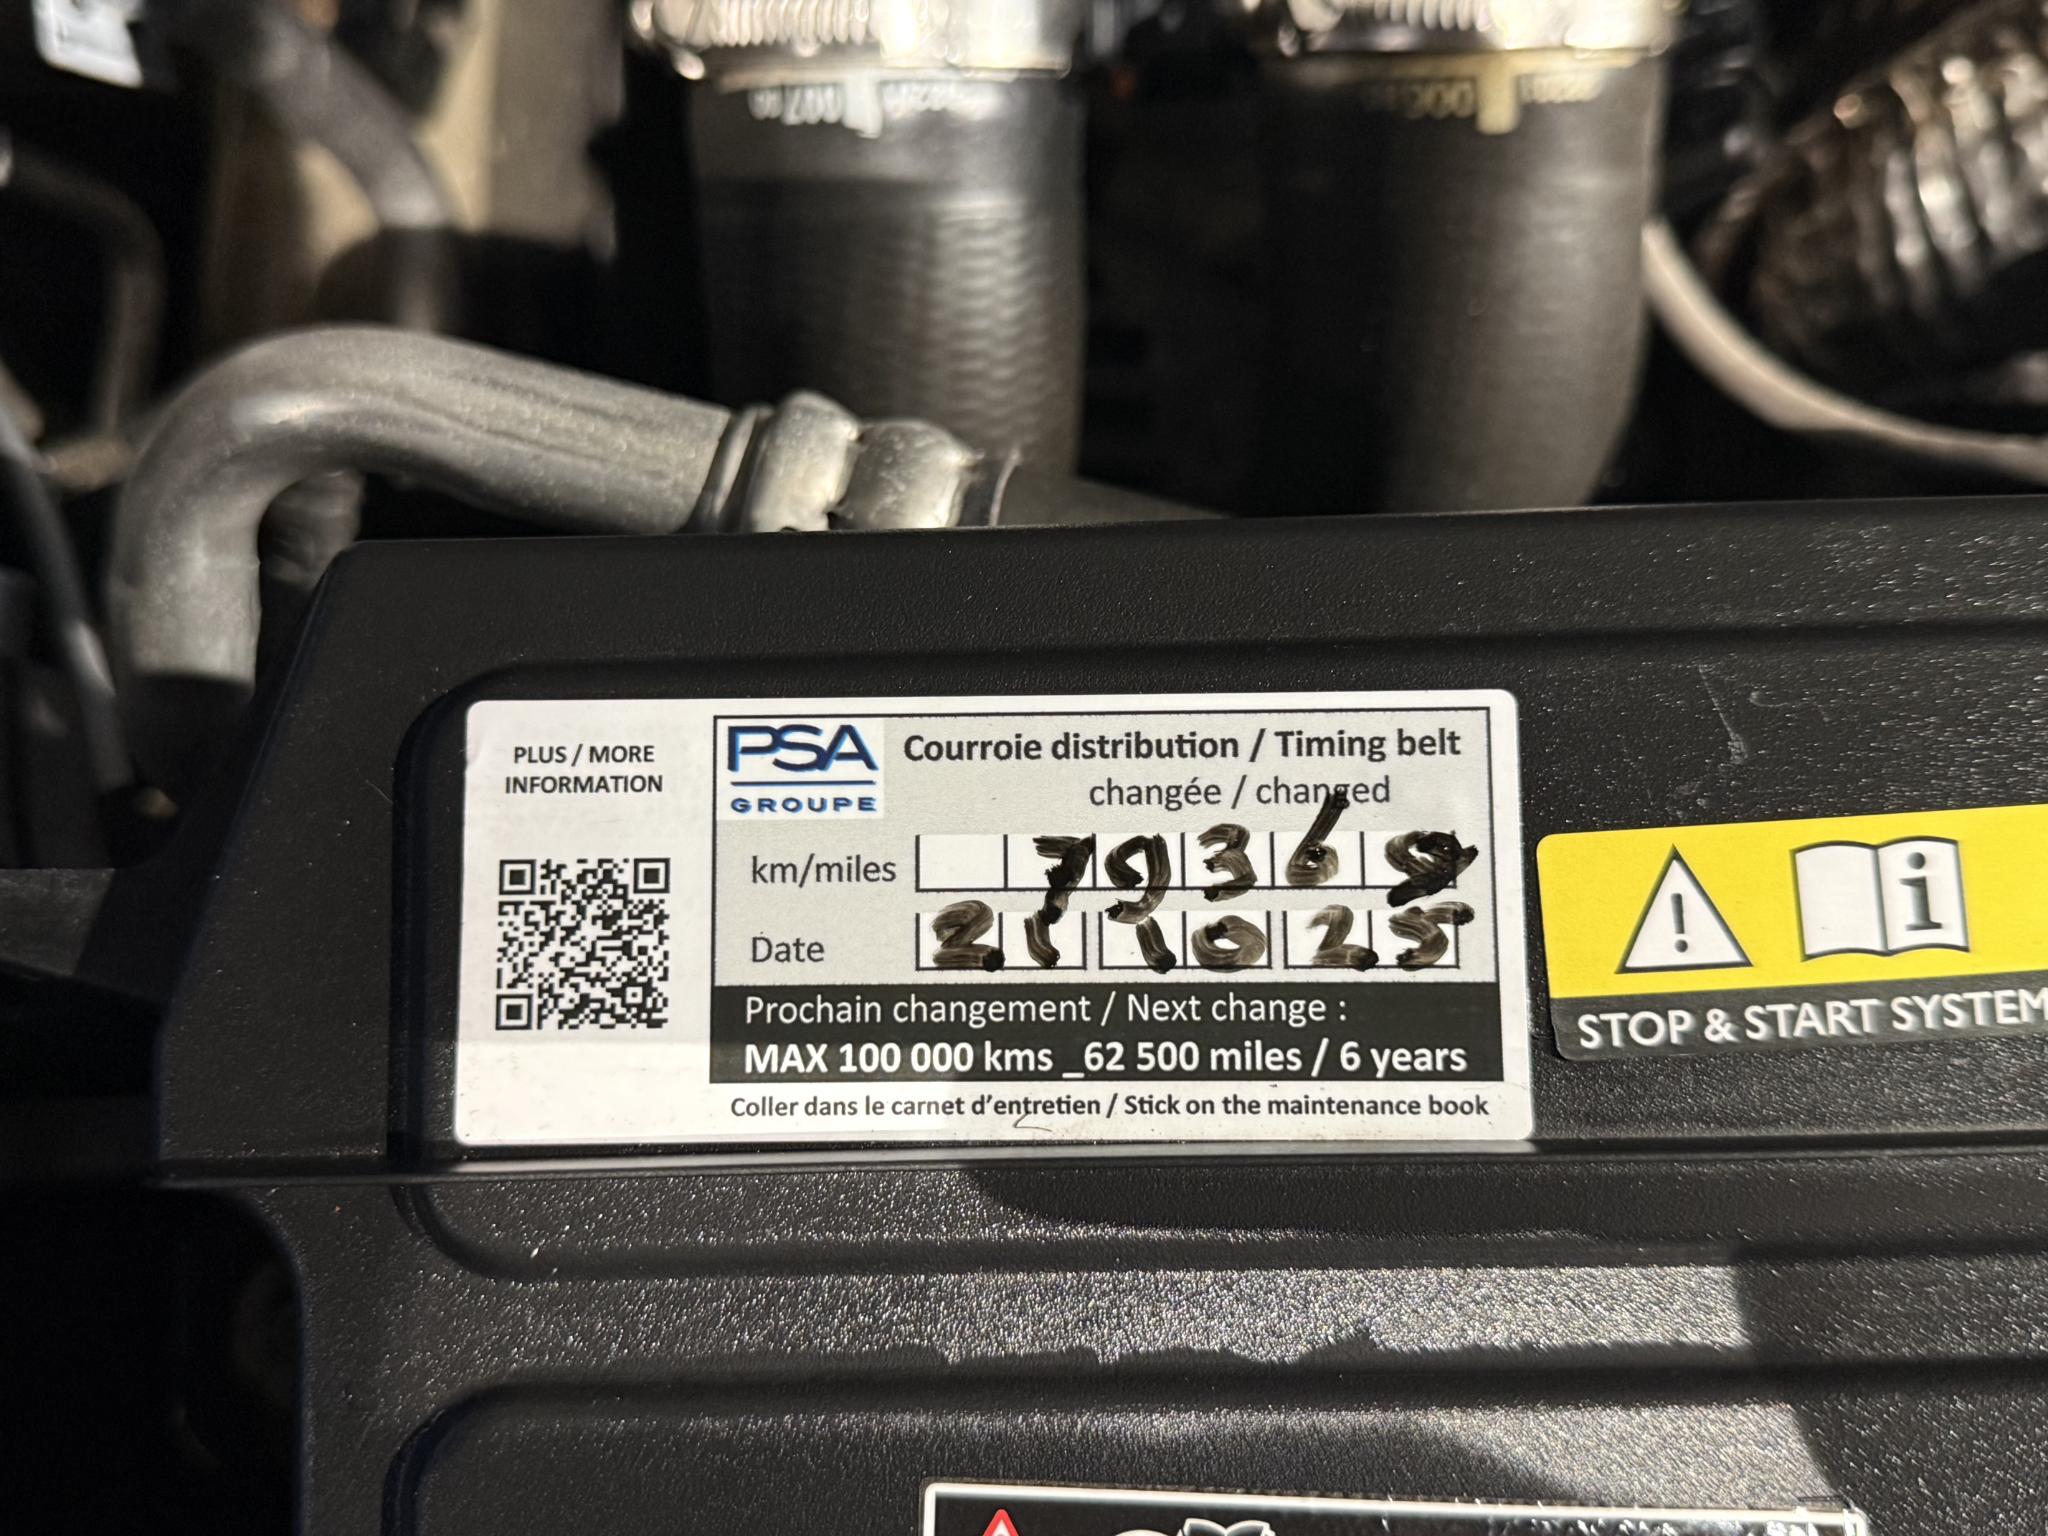 PLUS / MORE
INFORMATION
PSA
GROUPE
Courroie distribution / Timing belt
changée / changed
km/miles 79369
Date 21 10 25
Prochain changement / Next change :
MAX 100 000 kms _62 500 miles / 6 years
Coller dans le carnet d'entretien / Stick on the maintenance book
STOP & START SYSTEM